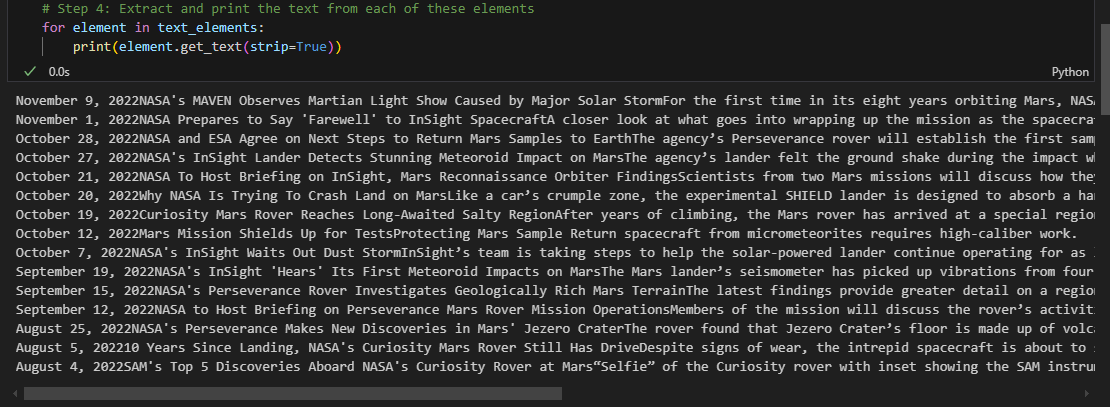 # Step 4: Extract and print the text from each of these elements
for element in text_elements:
    print(element.get_text(strip=True))
0.0s
Python
November 9, 2022NASA's MAVEN Observes Martian Light Show Caused by Major Solar StormFor the first time in its eight years orbiting Mars, NASA
November 1, 2022NASA Prepares to Say 'Farewell' to InSight SpacecraftA closer look at what goes into wrapping up the mission as the spacecra
October 28, 2022NASA and ESA Agree on Next Steps to Return Mars Samples to EarthThe agency’s Perseverance rover will establish the first sam
October 27, 2022NASA's InSight Lander Detects Stunning Meteoroid Impact on MarsThe agency’s lander felt the ground shake during the impact
October 21, 2022NASA To Host Briefing on InSight, Mars Reconnaissance Orbiter FindingsScientists from two Mars missions will discuss how they
October 20, 2022Why NASA Is Trying To Crash Land on MarsLike a car’s crumple zone, the experimental SHIELD lander is designed to absorb a ha
October 19, 2022Curiosity Mars Rover Reaches Long-Awaited Salty RegionAfter years of climbing, the Mars rover has arrived at a special regio
October 12, 2022Mars Mission Shields Up for TestsProtecting Mars Sample Return spacecraft from micrometeorites requires high-caliber work.
October 7, 2022NASA's InSight Waits Out Dust StormInSight’s team is taking steps to help the solar-powered lander continue operating for as
September 19, 2022NASA's InSight 'Hears' Its First Meteoroid Impacts on MarsThe Mars lander’s seismometer has picked up vibrations from four
September 15, 2022NASA's Perseverance Rover Investigates Geologically Rich Mars TerrainThe latest findings provide greater detail on a regio
September 12, 2022NASA to Host Briefing on Perseverance Mars Rover Mission OperationsMembers of the mission will discuss the rover’s activiti
August 25, 2022NASA's Perseverance Makes New Discoveries in Mars' Jezero CraterThe rover found that Jezero Crater’s floor is made up of volca
August 5, 202210 Years Since Landing, NASA's Curiosity Mars Rover Still Has DriveDespite signs of wear, the intrepid spacecraft is about to
August 4, 2022SAM's Top 5 Discoveries Aboard NASA's Curiosity Rover at Mars“Selfie” of the Curiosity rover with inset showing the SAM instru